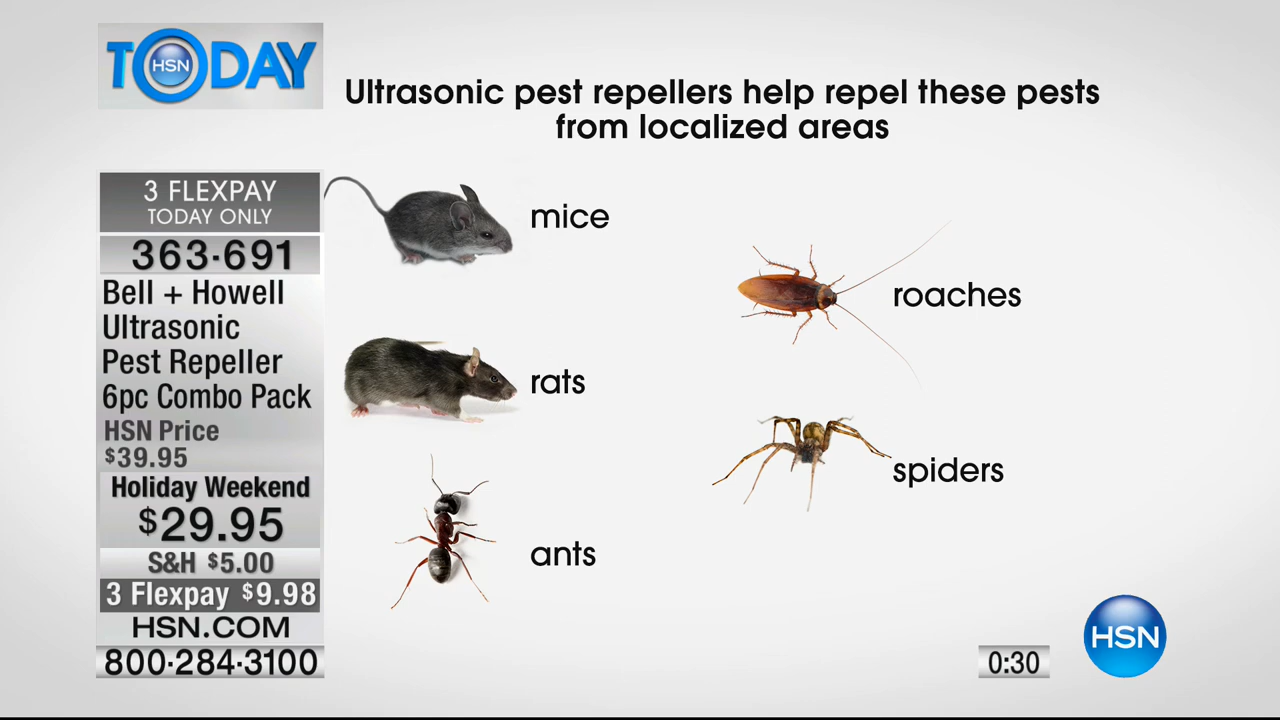 TODAY
HSN
Ultrasonic pest repellers help repel these pests
from localized areas
3 FLEXPAY
TODAY ONLY
363-691
Bell + Howell
Ultrasonic
Pest Repeller
6pc Combo Pack
HSN Price
$39.95
Holiday Weekend
$29.95
S&H $5.00
3 Flexpay $9.98
HSN.COM
800-284-3100
mice
rats
ants
roaches
spiders
0:30
HSN